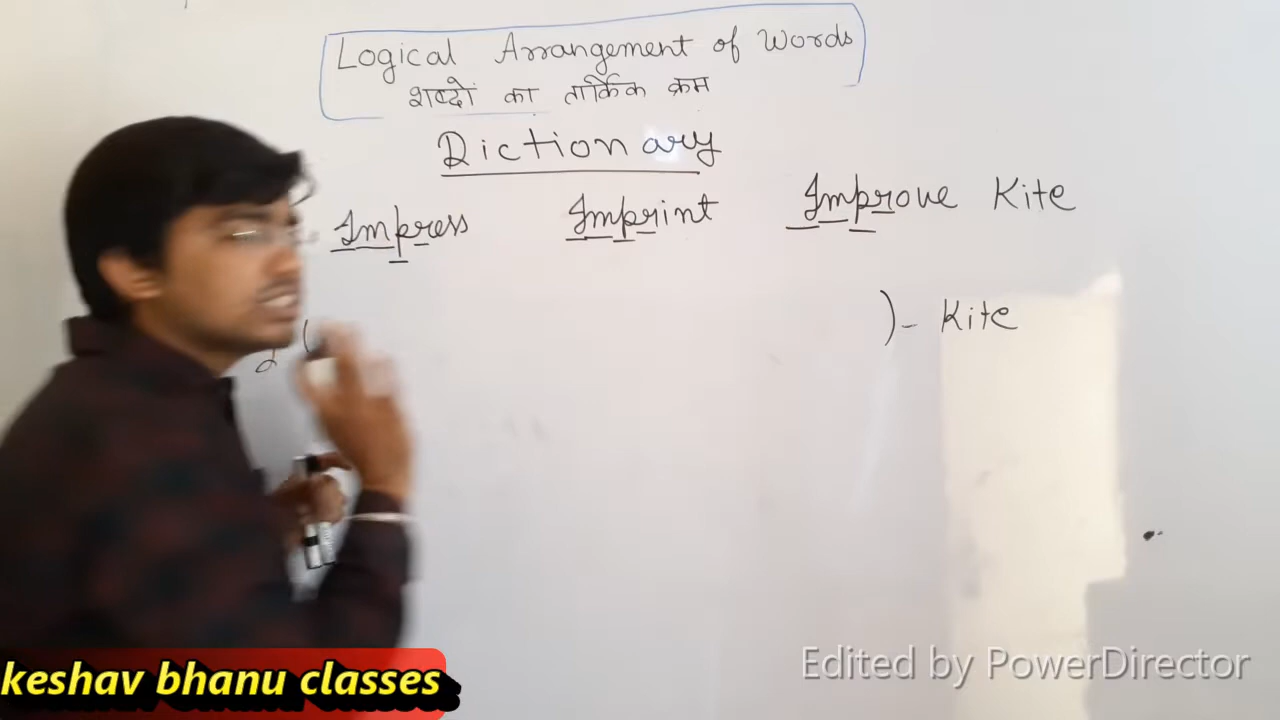 Logical Arrangement of Words
शब्दो का तार्किक क्रम
Dictionary
Impress Imprint Improve Kite
)- Kite
keshav bhanu classes
Edited by PowerDirector